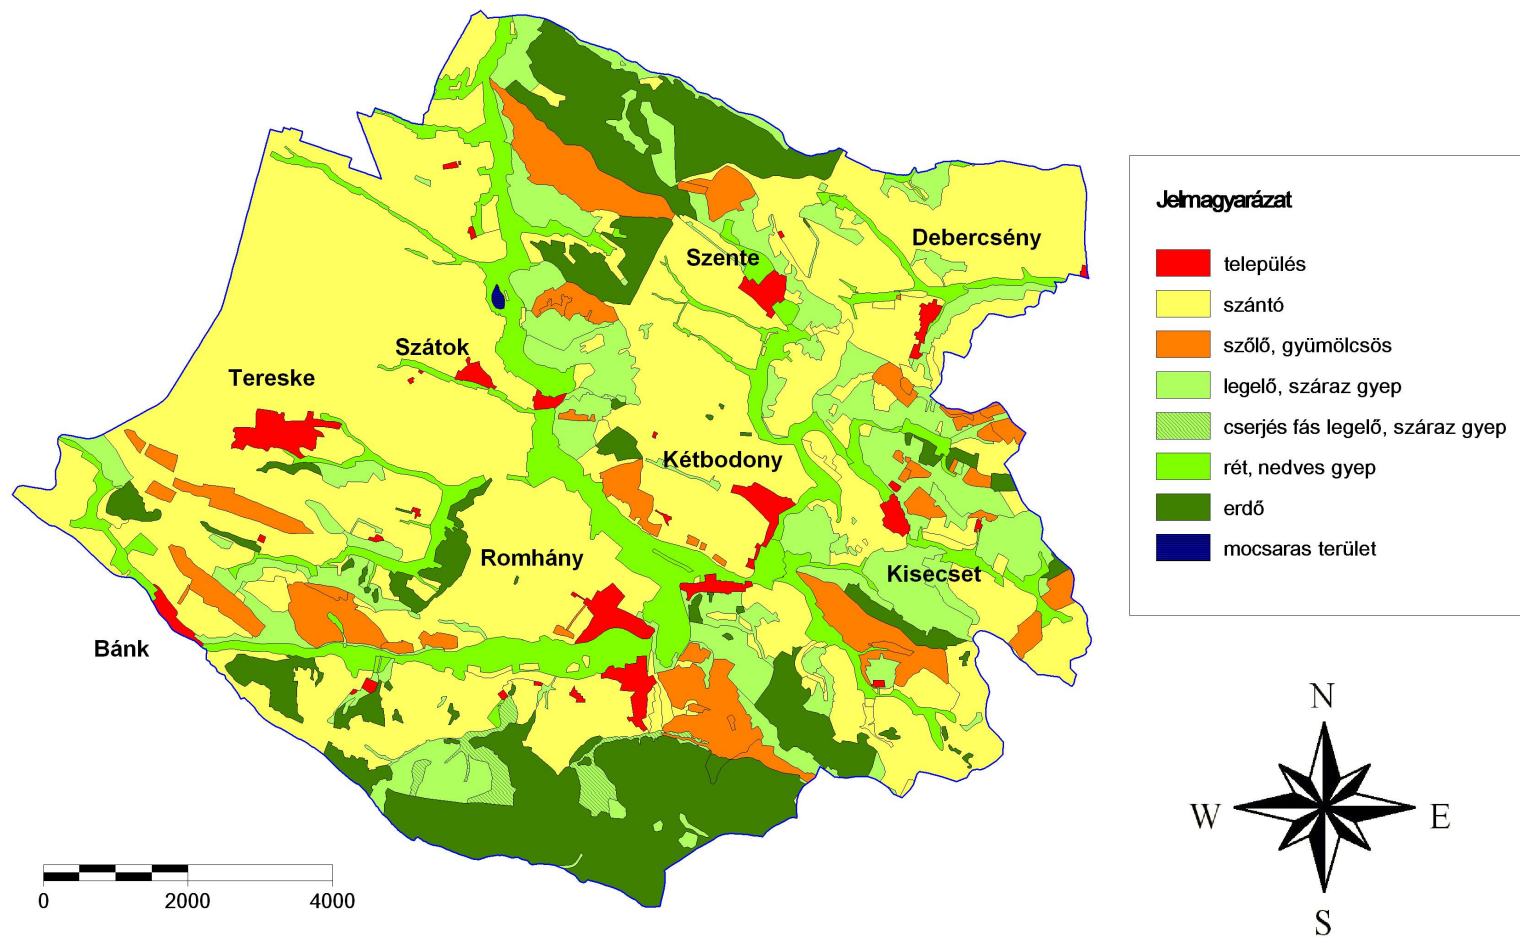 Jelmagyarázat
település
szántó
szőlő, gyümölcsös
legelő, száraz gyep
cserjés fás legelő, száraz gyep
rét, nedves gyep
erdő
mocsaras terület
Debercsény
Szente
Szátok
Tereske
Kétbodony
Romhány
Kisecset
Bánk
N
W
E
S
0
2000
4000